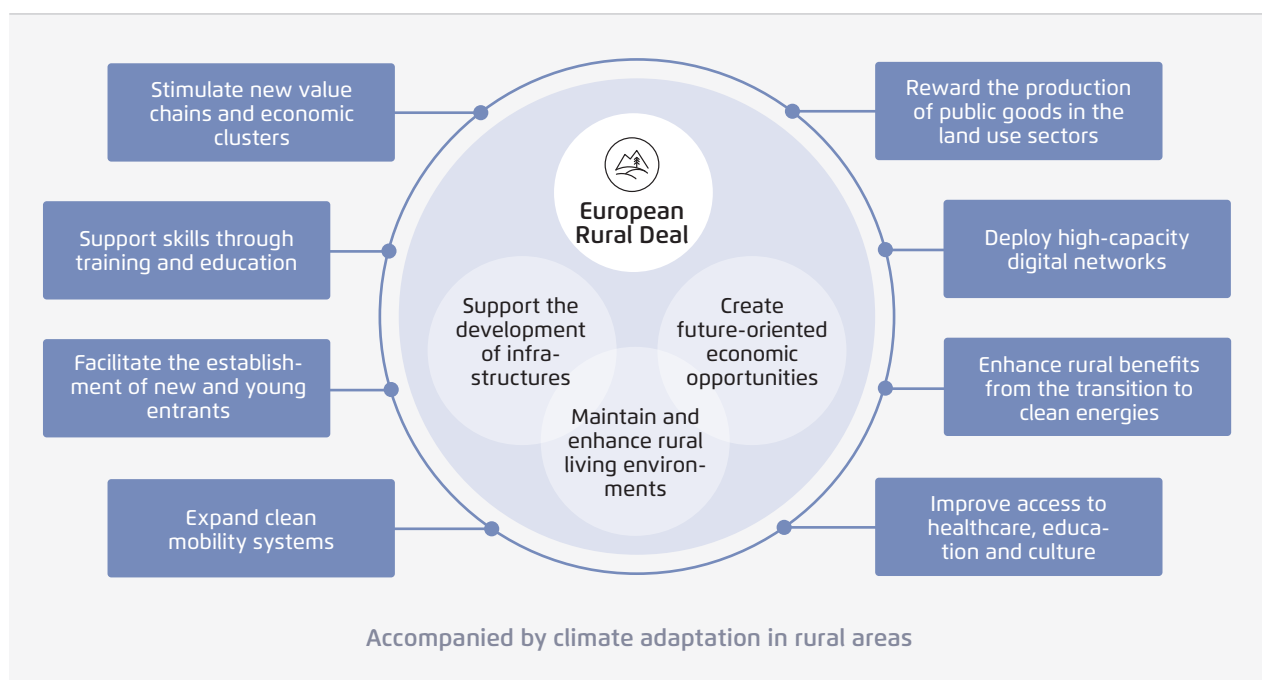 Stimulate new value
chains and economic
clusters
Support skills through
training and education
Facilitate the establish-
ment of new and young
entrants
Expand clean
mobility systems
European
Rural Deal
Support the
development
of infra-
structures
Create
future-oriented
economic
opportunities
Maintain and
enhance rural
living environ-
ments
Reward the production
of public goods in the
land use sectors
Deploy high-capacity
digital networks
Enhance rural benefits
from the transition to
clean energies
Improve access to
healthcare, educa-
tion and culture
Accompanied by climate adaptation in rural areas